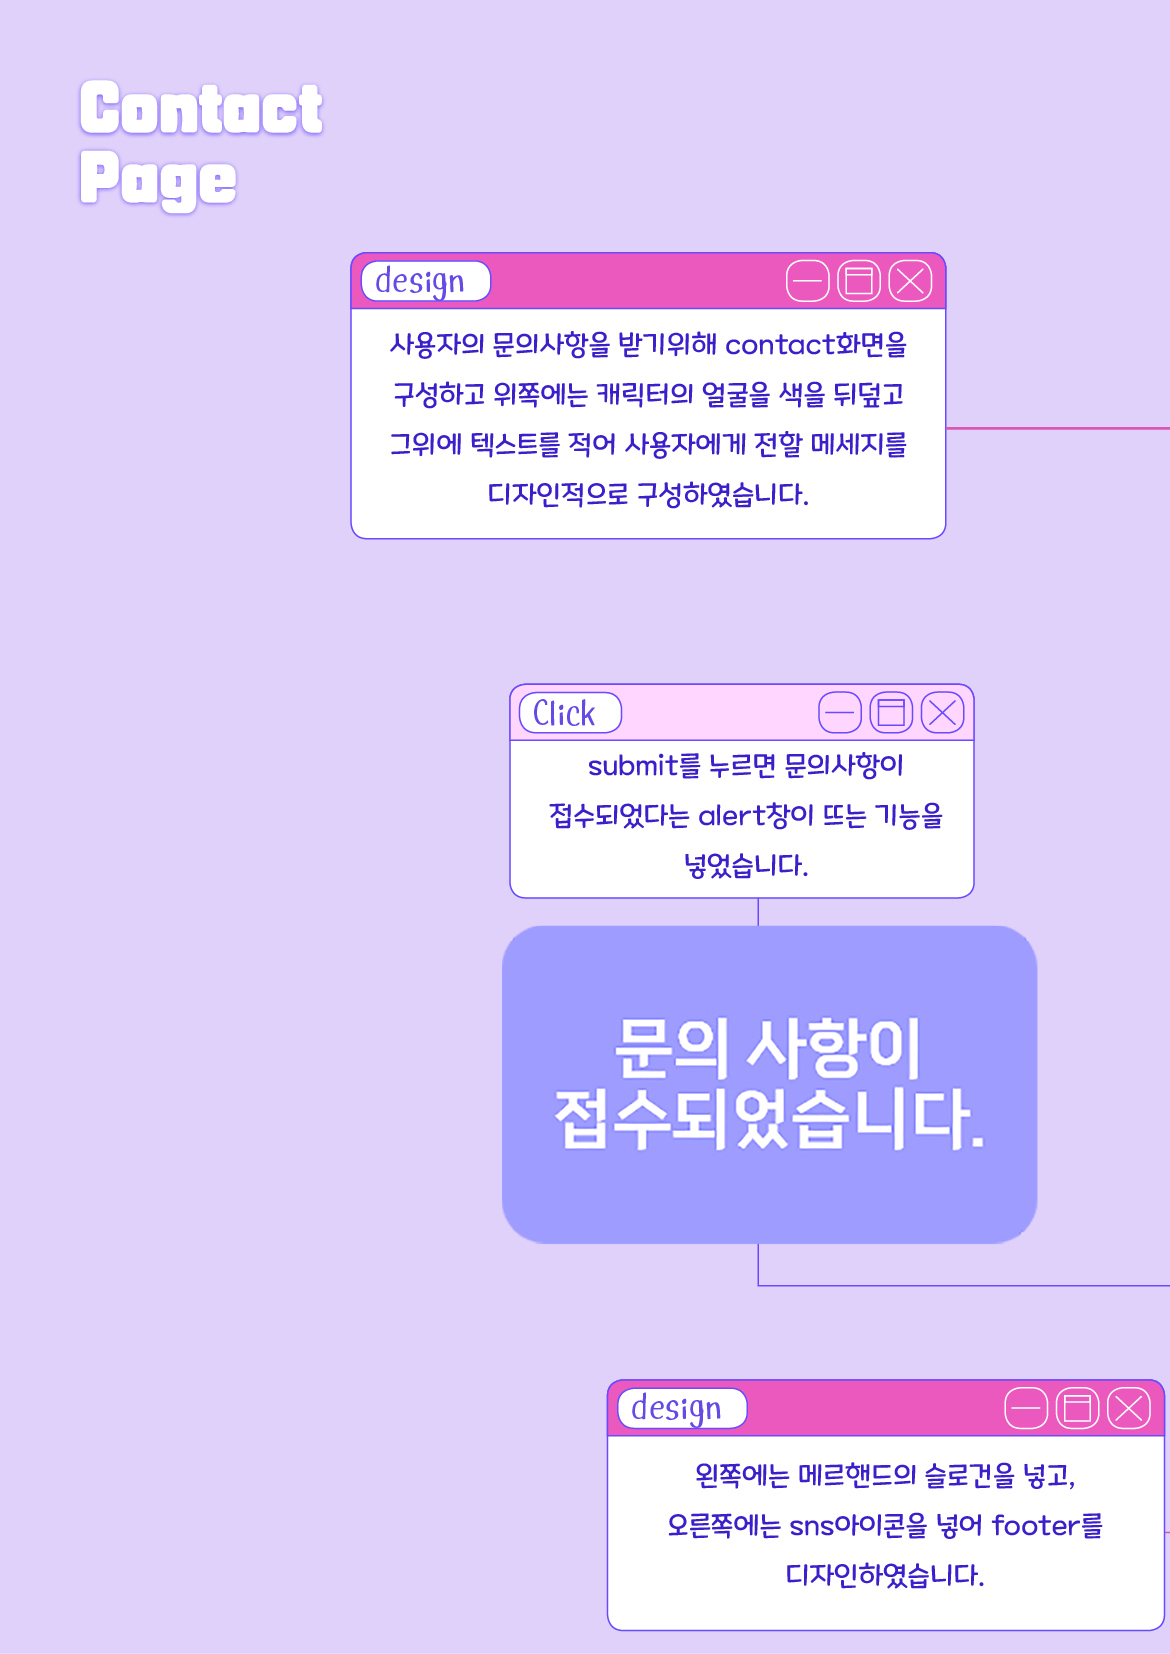 Contact
Page
design
사용자의 문의사항을 받기위해 contact화면을
구성하고 위쪽에는 캐릭터의 얼굴을 색을 뒤덮고
그위에 텍스트를 적어 사용자에게 전할 메세지를
디자인적으로 구성하였습니다.
Click
submit를 누르면 문의사항이
접수되었다는 alert창이 뜨는 기능을
넣었습니다.
문의 사항이
접수되었습니다.
design
왼쪽에는 메르핸드의 슬로건을 넣고,
오른쪽에는 sns아이콘을 넣어 footer를
디자인하였습니다.